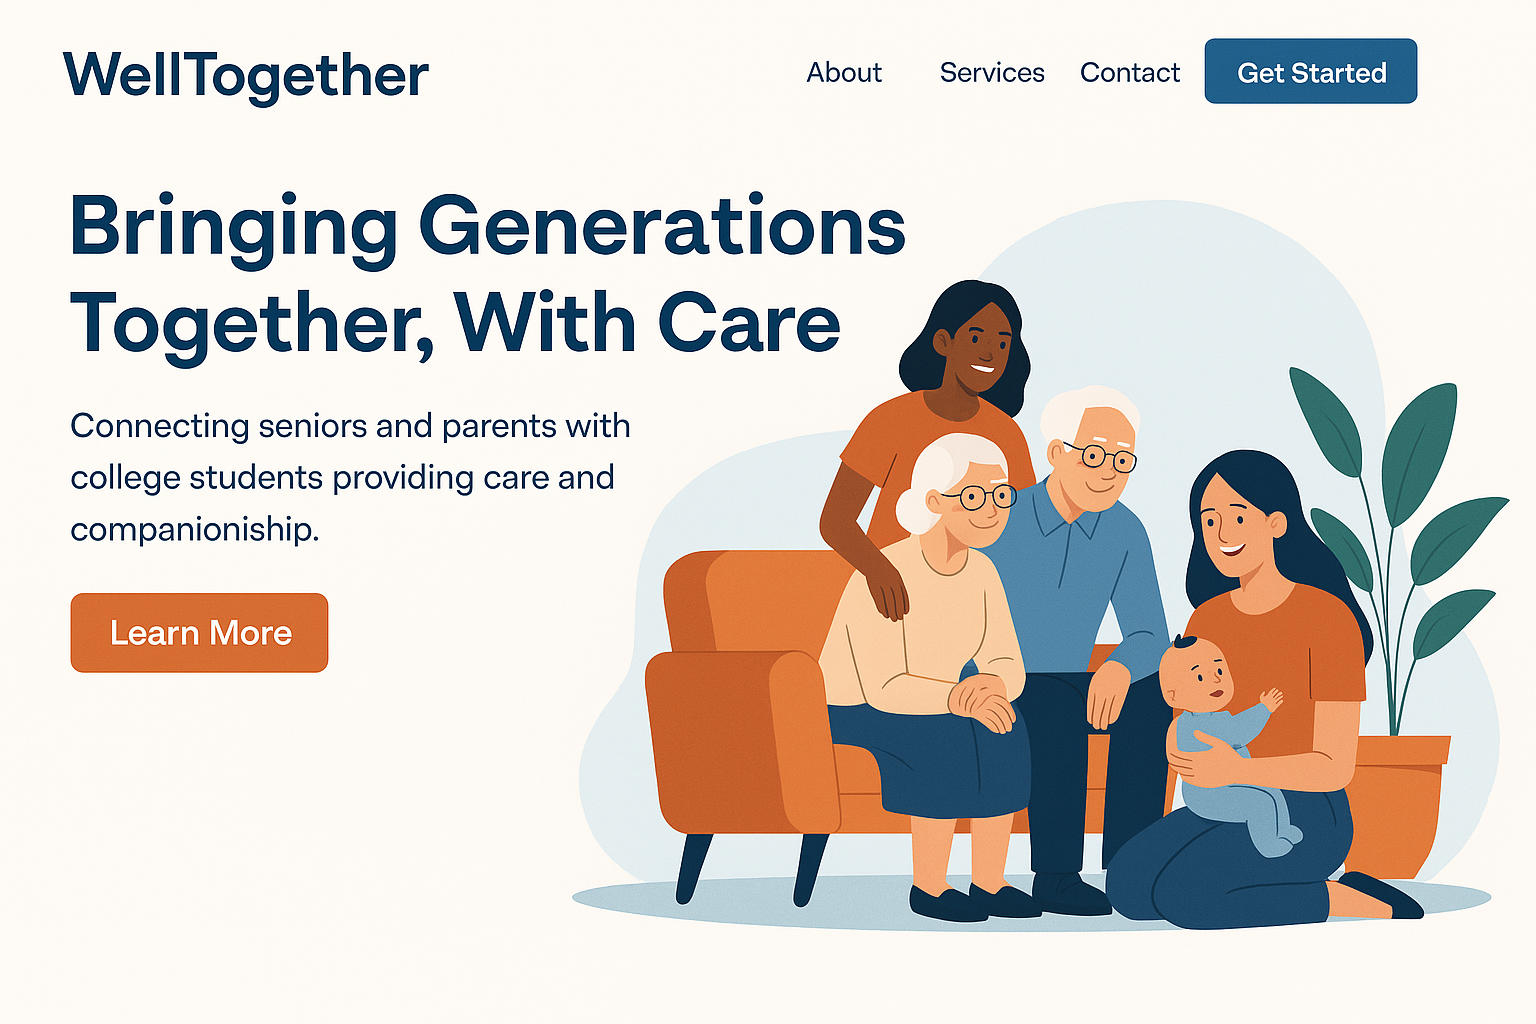 WellTogether
About Services Contact Get Started
Bringing Generations
Together, With Care
Connecting seniors and parents with
college students providing care and
companioniship.
Learn More